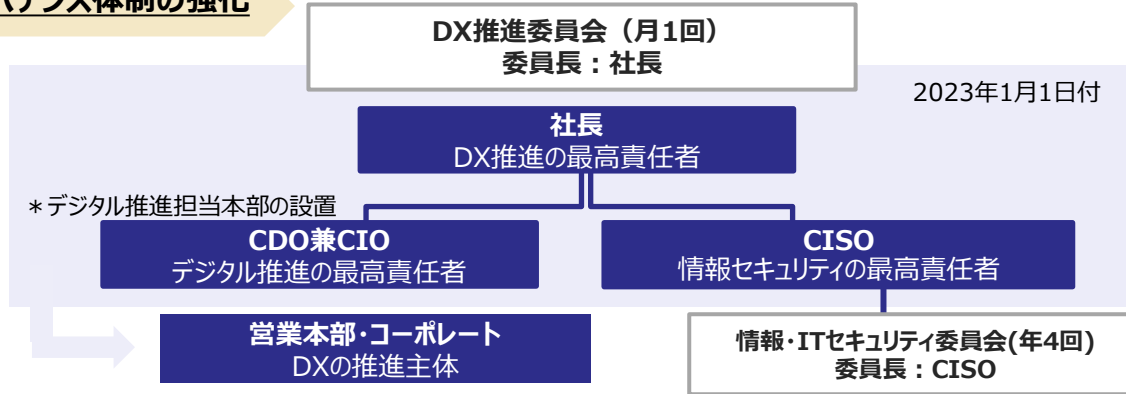 バナンス体制の強化
DX推進委員会（月1回）
委員長：社長
2023年1月1日付
社長
DX推進の最高責任者
＊デジタル推進担当本部の設置
CDO兼CIO
デジタル推進の最高責任者
CISO
情報セキュリティの最高責任者
営業本部・コーポレート
DXの推進主体
情報・ITセキュリティ委員会(年4回)
委員長：CISO